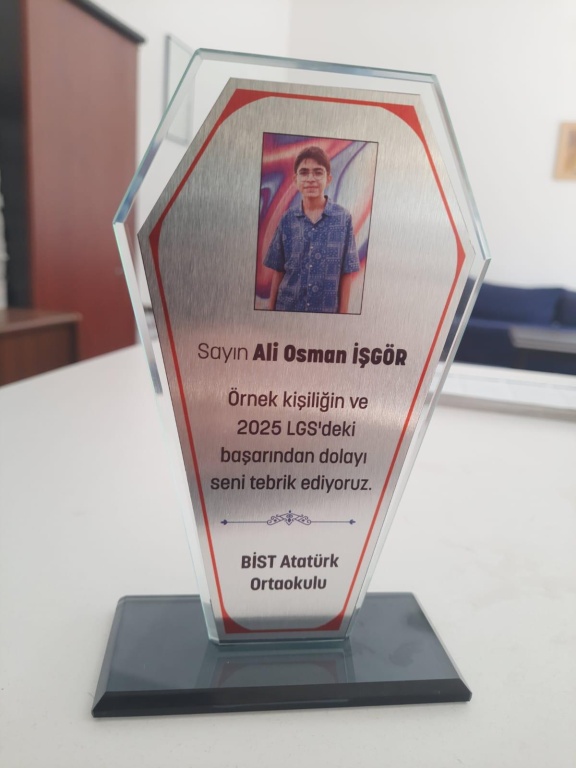 Sayın Ali Osman İŞGÖR
Örnek kişiliğin ve
2025 LGS'deki
başarından dolayı
seni tebrik ediyoruz.
BİST Atatürk
Ortaokulu